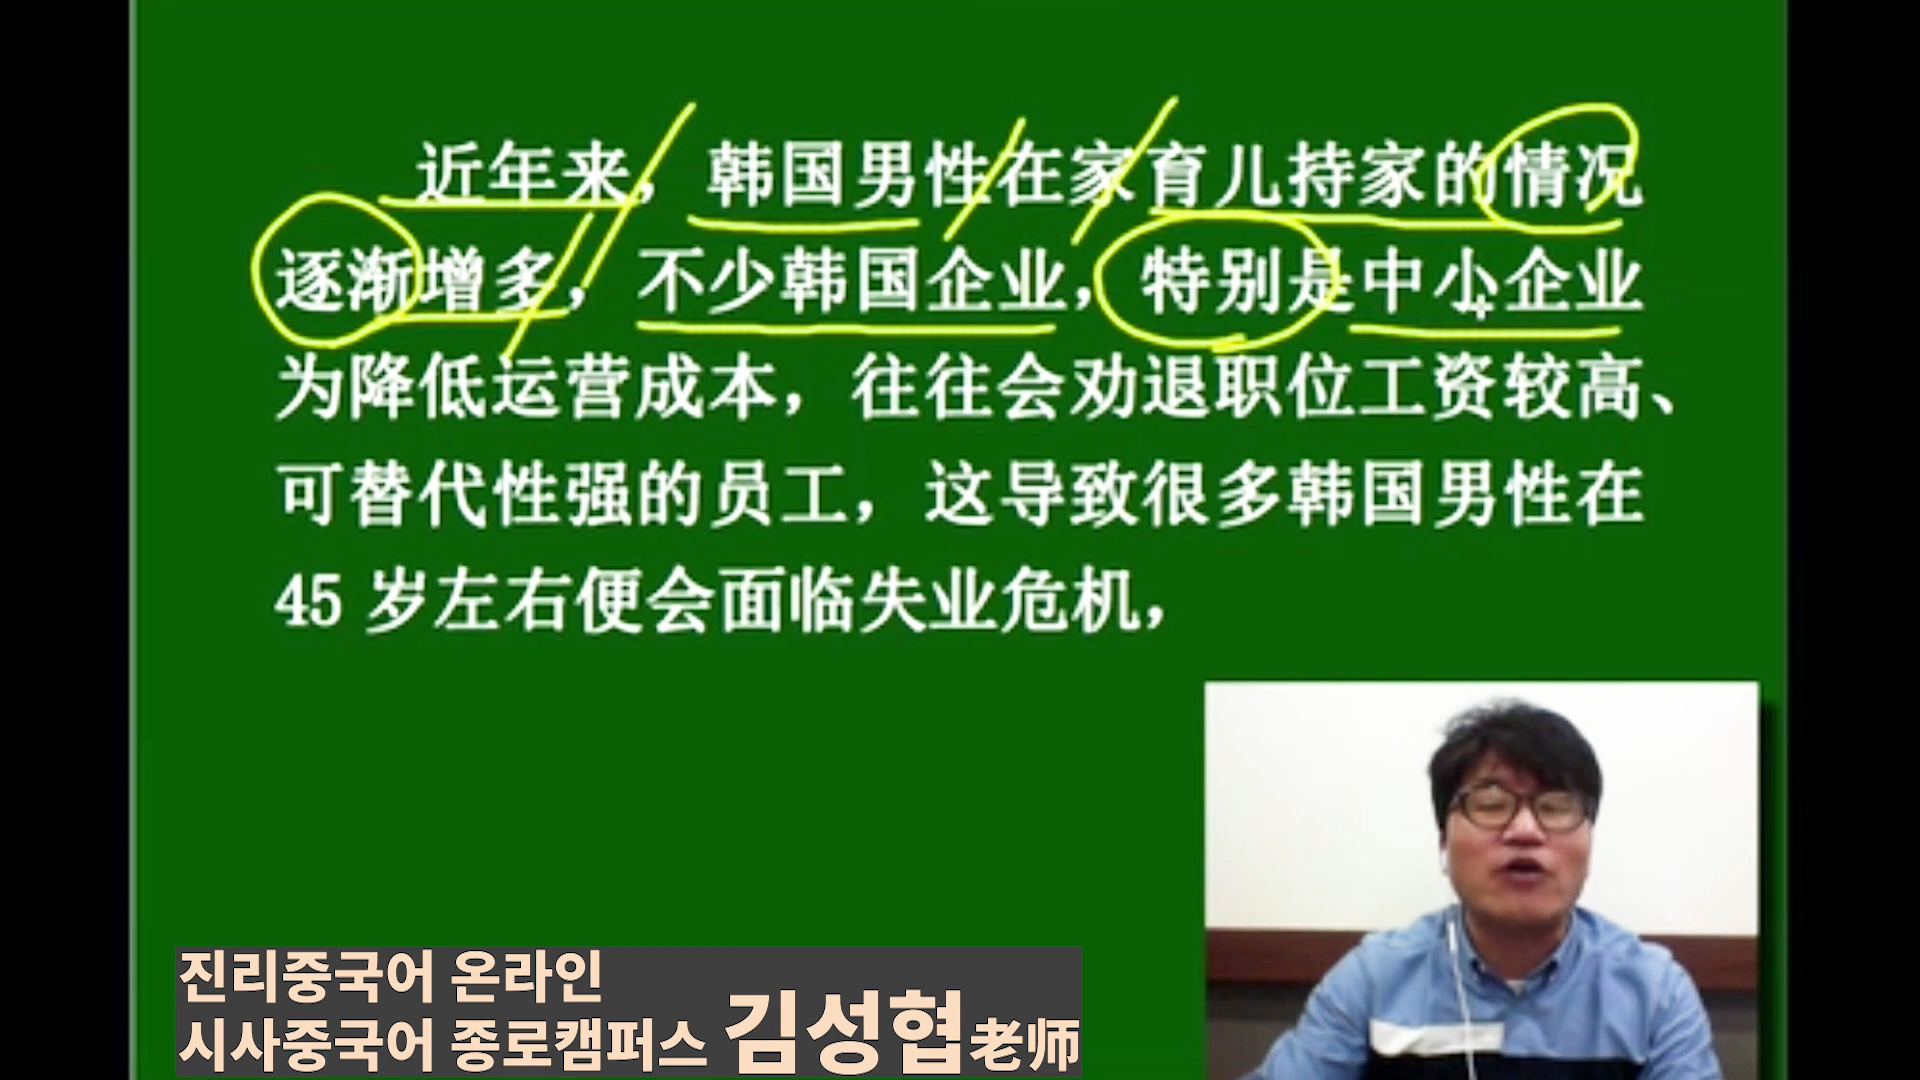 近年来，韩国男性在家育儿持家的情况
逐渐增多，不少韩国企业，特别是中小企业
为降低运营成本，往往会劝退职位工资较高、
可替代性强的员工，这导致很多韩国男性在
45 岁左右便会面临失业危机，
진리중국어 온라인
시사중국어 종로캠퍼스 김성협老师